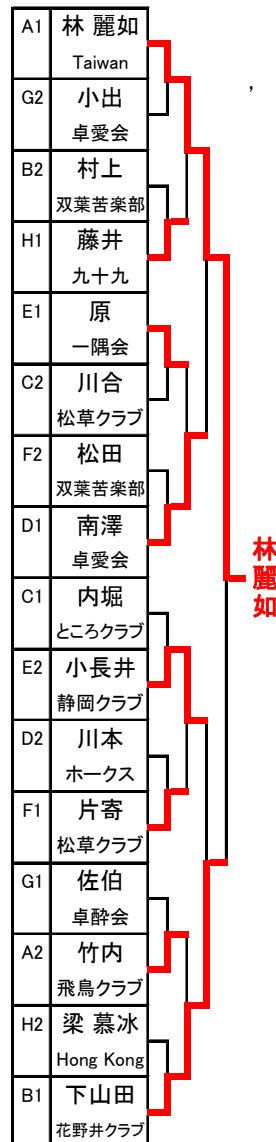 A1 林 麗如
Taiwan
G2 小出
卓愛会
B2 村上
双葉苦楽部
H1 藤井
九十九
E1 原
一隅会
C2 川合
松草クラブ
F2 松田
双葉苦楽部
D1 南澤
卓愛会
C1 内堀
ところクラブ
E2 小長井
静岡クラブ
D2 川本
ホークス
F1 片寄
松草クラブ
G1 佐伯
卓酔会
A2 竹内
飛鳥クラブ
H2 梁 慕冰
Hong Kong
B1 下山田
花野井クラブ
,
林麗如